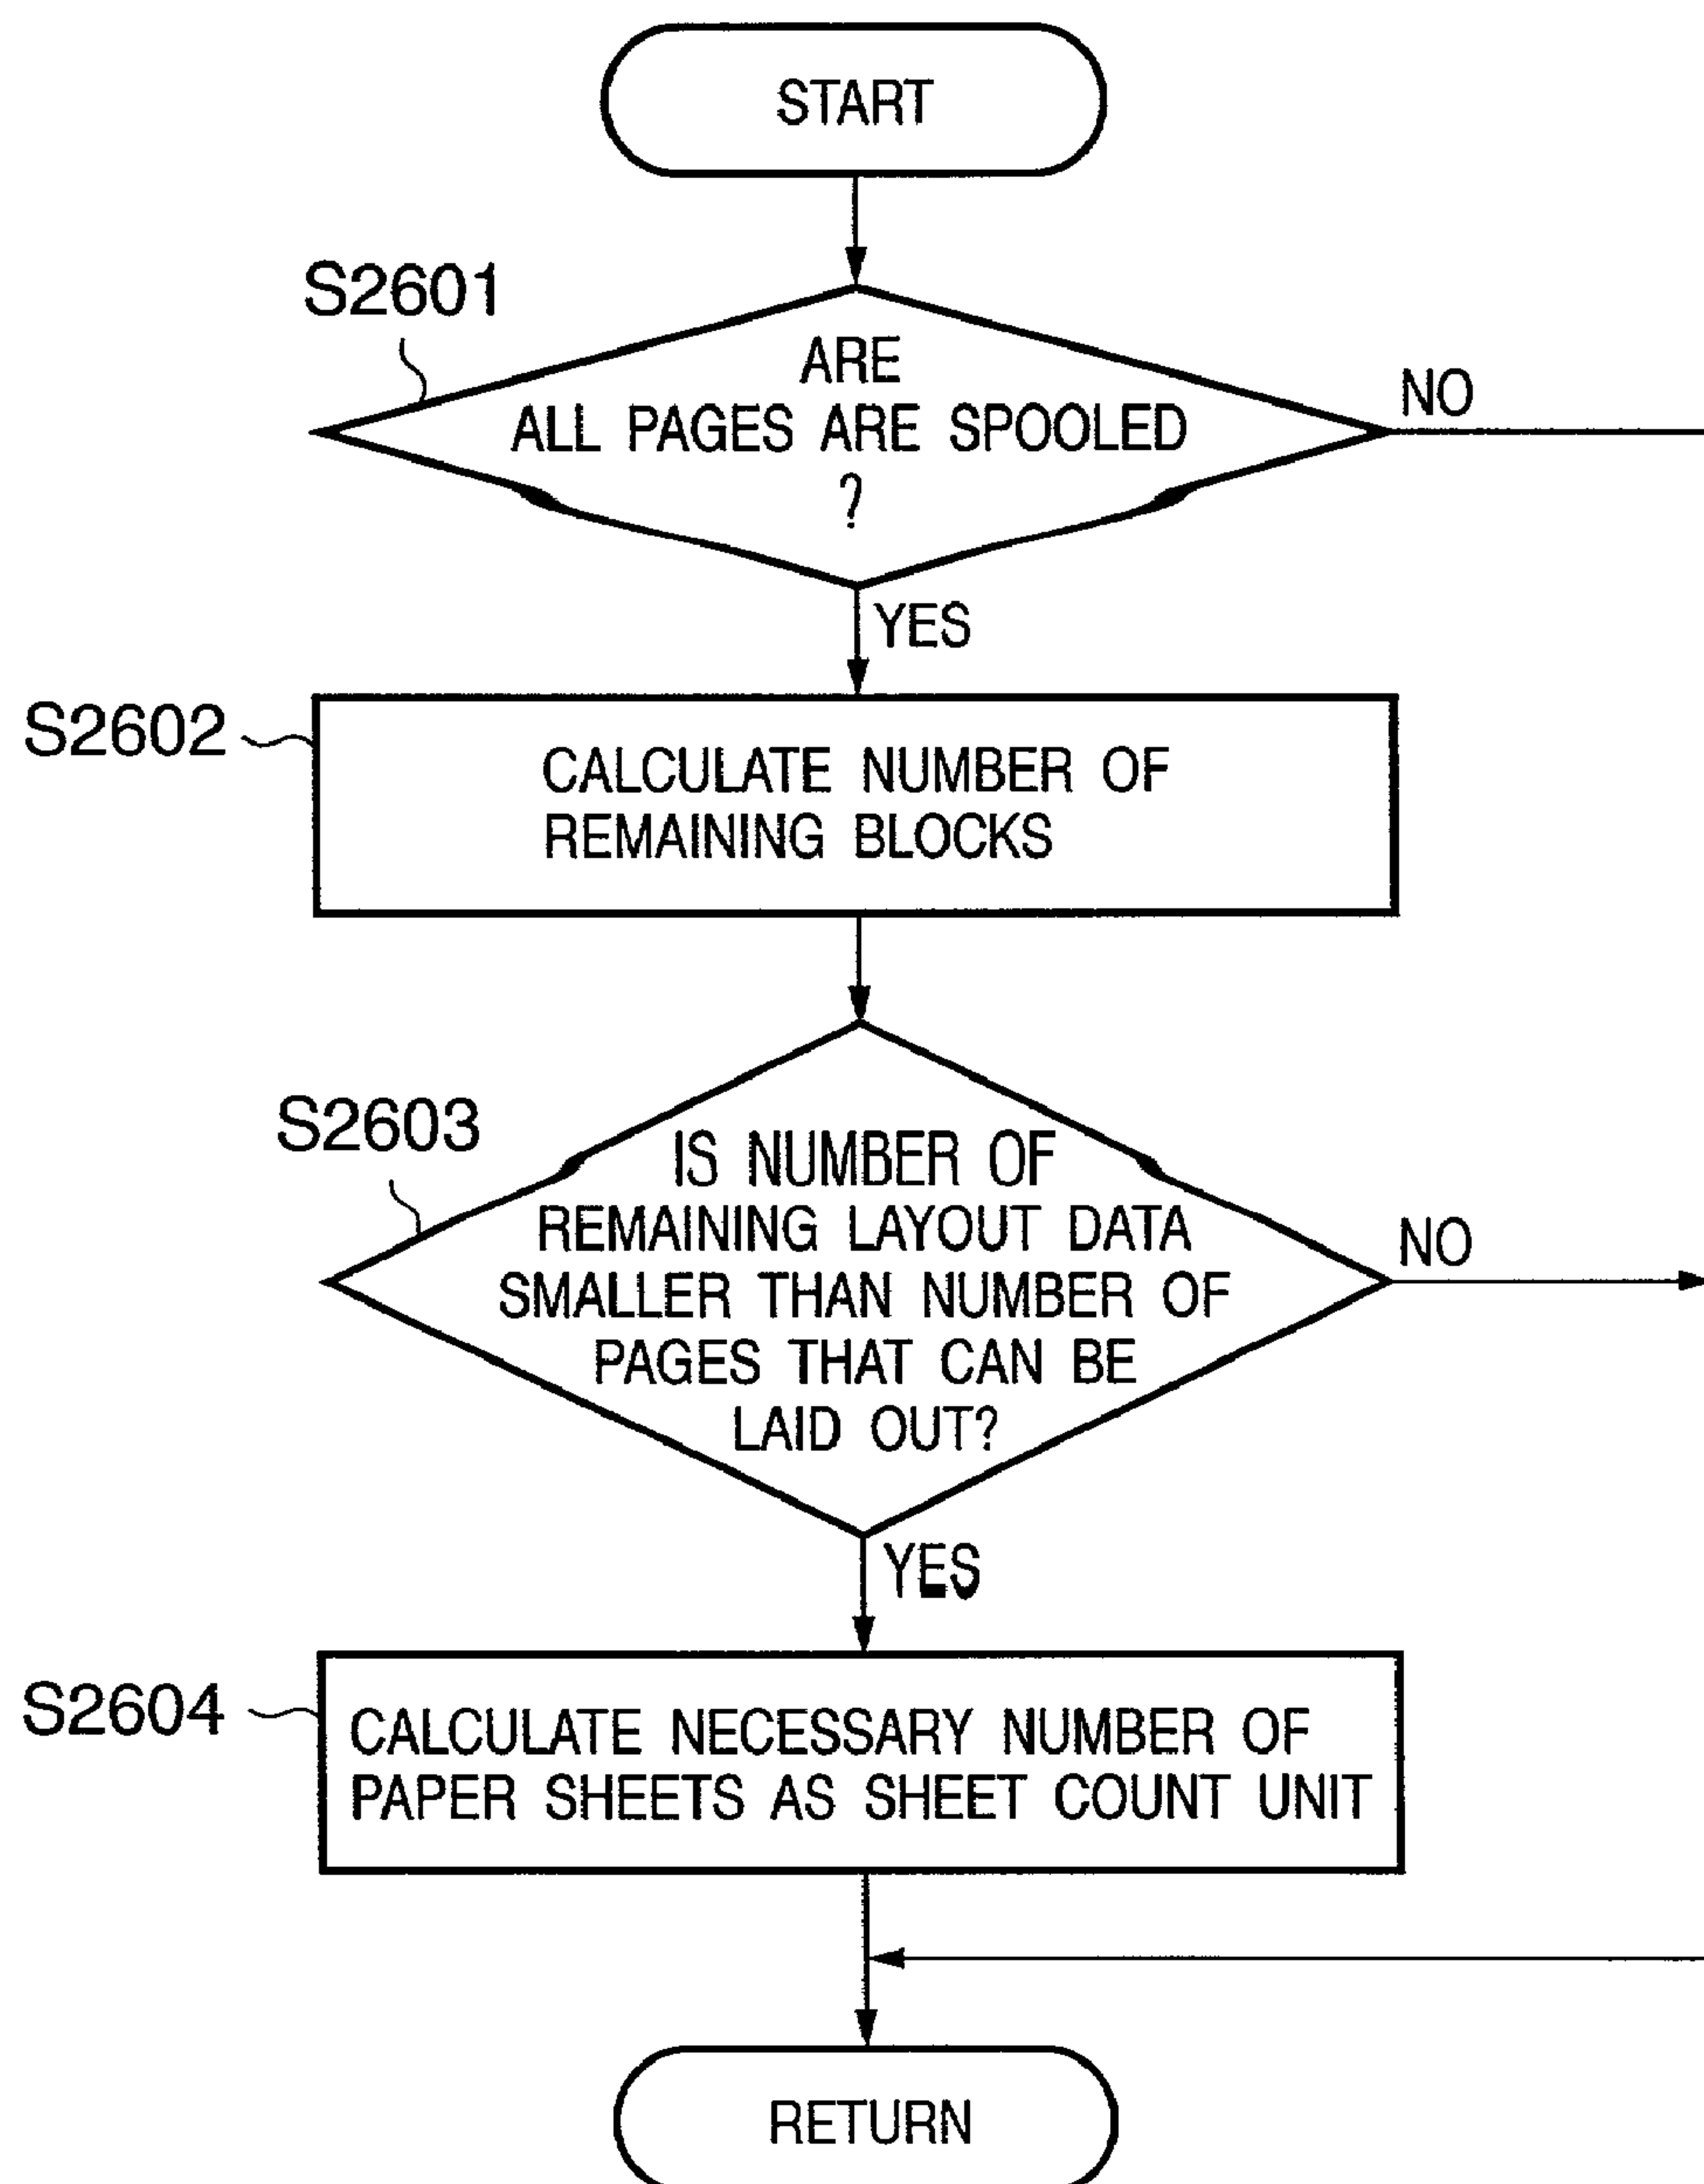 START
S2601
ARE
ALL PAGES ARE SPOOLED
?
NO
YES
S2602
CALCULATE NUMBER OF
REMAINING BLOCKS
S2603
IS NUMBER OF
REMAINING LAYOUT DATA
SMALLER THAN NUMBER OF
PAGES THAT CAN BE
LAID OUT?
NO
YES
S2604
CALCULATE NECESSARY NUMBER OF
PAPER SHEETS AS SHEET COUNT UNIT
RETURN